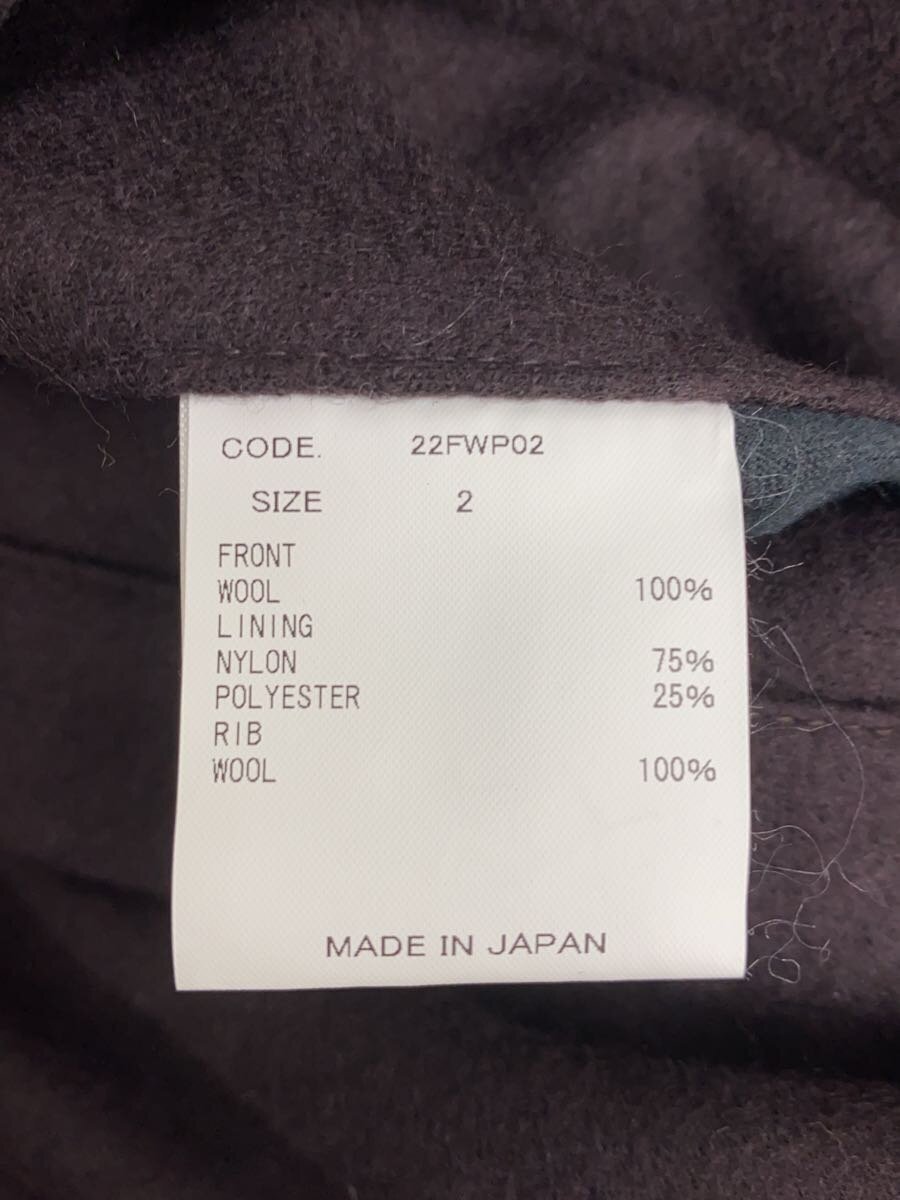 CODE. 22FWP02
SIZE 2
FRONT
WOOL 100%
LINING
NYLON 75%
POLYESTER 25%
RIB
WOOL 100%
MADE IN JAPAN